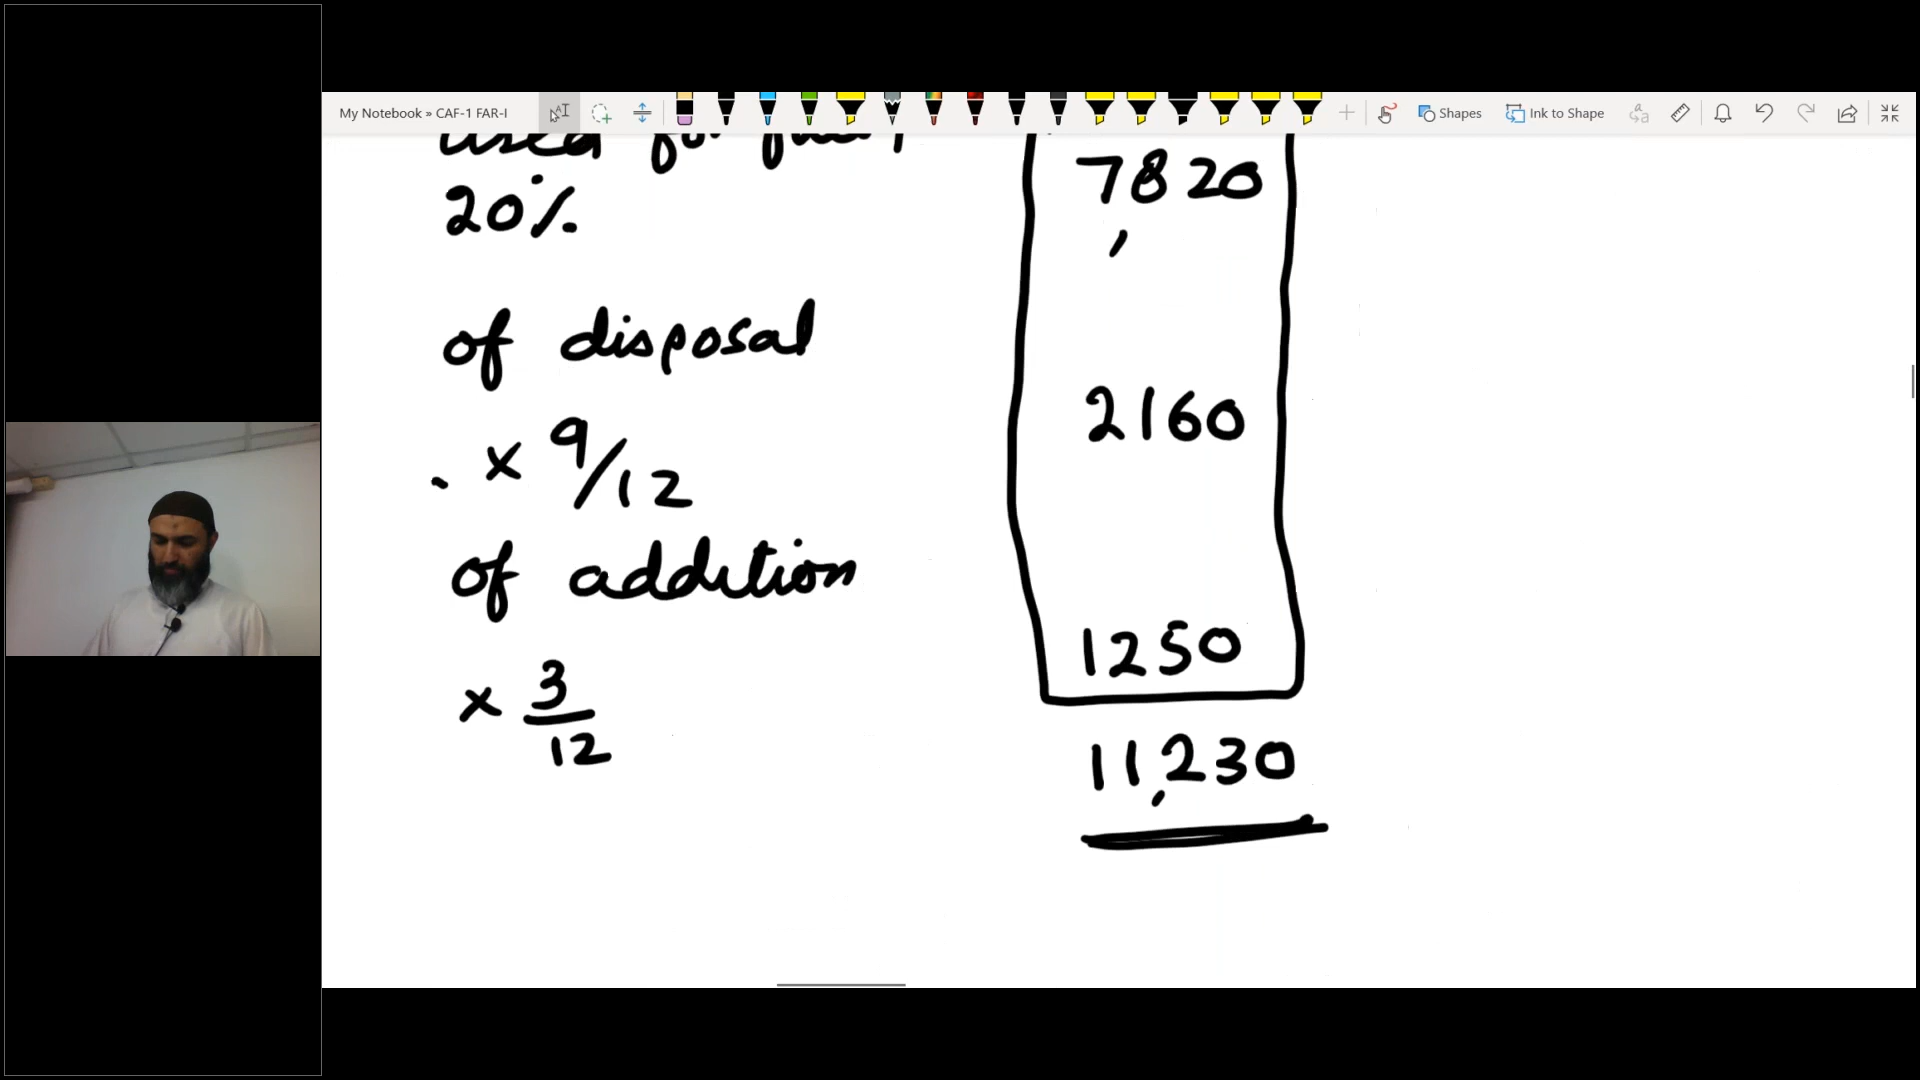 My Notebook » CAF-1 FAR-I
Shapes
Ink to Shape
7820
20%
,
of disposal
2160
. × 9/12
of addition
1250
× 3/12
11,230